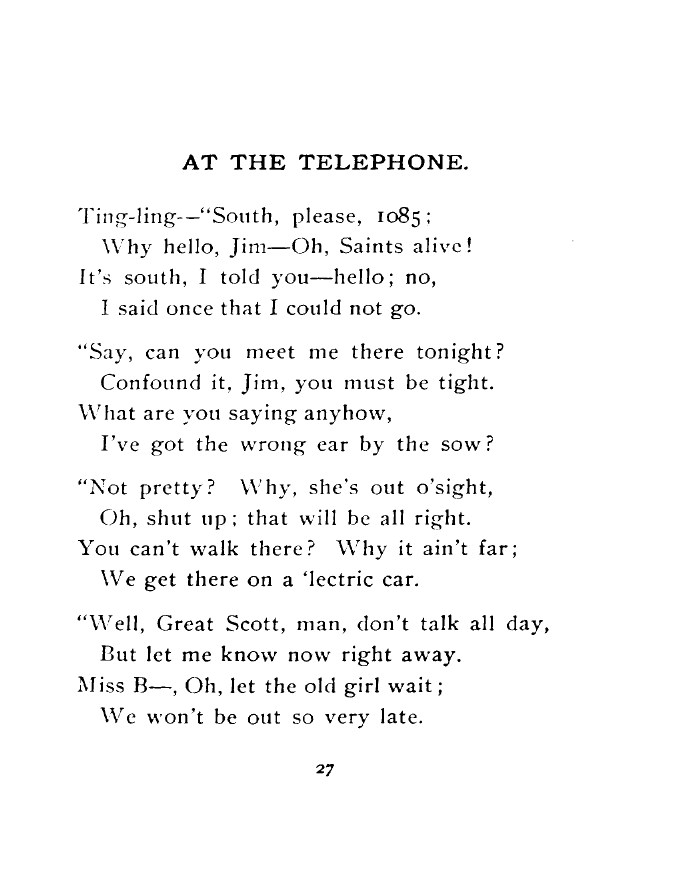 AT THE TELEPHONE.
Ting-ling--“South, please, 1085;
Why hello, Jim—Oh, Saints alive!
It's south, I told you—hello; no,
I said once that I could not go.
“Say, can you meet me there tonight?
Confound it, Jim, you must be tight.
What are you saying anyhow,
I've got the wrong ear by the sow?
“Not pretty? Why, she's out o'sight,
Oh, shut up; that will be all right.
You can't walk there? Why it ain't far;
We get there on a ‘lectric car.
“Well, Great Scott, man, don't talk all day,
But let me know now right away.
Miss B—, Oh, let the old girl wait;
We won't be out so very late.
27